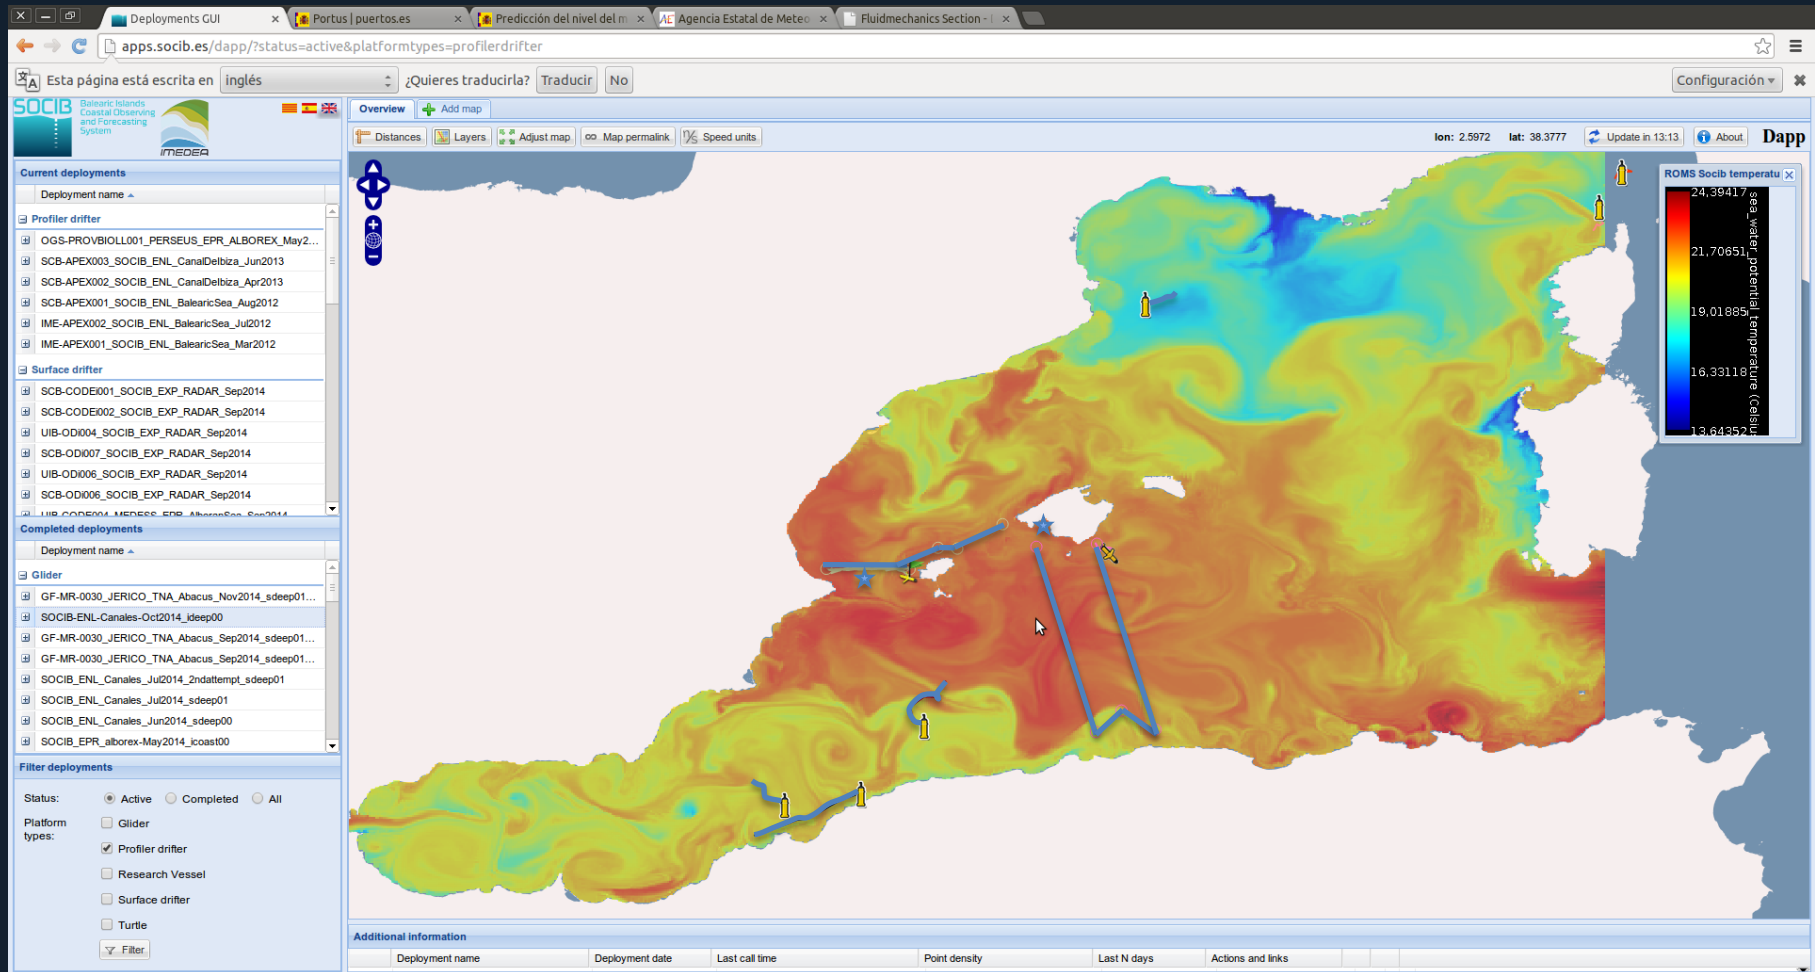 Deployments GUI
Portus | puertos.es
Predicción del nivel del m
Agencia Estatal de Meteo
Fluidmechanics Section -
apps.socib.es/dapp/?status=active&platformtypes=profilerdrifter
Esta página está escrita en inglés ¿Quieres traducirla? Traducir No Configuración
SOCIB
Balearic Islands
Coastal Observing
and Forecasting
System
IMEDEA
Overview Add map
Distances Layers Adjust map Map permalink Speed units lon: 2.5972 lat: 38.3777 Update in 13:13 About Dapp
Current deployments
Deployment name
Profiler drifter
OGS-PROVBIOLL001_PERSEUS_EPR_ALBOREX_May2...
SCB-APEX003_SOCIB_ENL_CanalDeIbiza_Jun2013
SCB-APEX002_SOCIB_ENL_CanalDeIbiza_Apr2013
SCB-APEX001_SOCIB_ENL_BalearicSea_Aug2012
IME-APEX002_SOCIB_ENL_BalearicSea_Jul2012
IME-APEX001_SOCIB_ENL_BalearicSea_Mar2012
Surface drifter
SCB-CODEi001_SOCIB_EXP_RADAR_Sep2014
SCB-CODEi002_SOCIB_EXP_RADAR_Sep2014
UIB-ODi004_SOCIB_EXP_RADAR_Sep2014
SCB-ODi007_SOCIB_EXP_RADAR_Sep2014
UIB-ODi006_SOCIB_EXP_RADAR_Sep2014
SCB-ODi006_SOCIB_EXP_RADAR_Sep2014
UIB-CODE004_MEDESS_EPR_AlboranSea_Sep2014
Completed deployments
Deployment name
Glider
GF-MR-0030_JERICO_TNA_Abacus_Nov2014_sdeep01...
SOCIB-ENL-Canales-Oct2014_ideep00
GF-MR-0030_JERICO_TNA_Abacus_Sep2014_sdeep01...
GF-MR-0030_JERICO_TNA_Abacus_Sep2014_sdeep01...
SOCIB_ENL_Canales_Jul2014_2ndattempt_sdeep01
SOCIB_ENL_Canales_Jul2014_sdeep01
SOCIB_ENL_Canales_Jun2014_sdeep00
SOCIB_EPR_alborex-May2014_icoast00
Filter deployments
Status: Active Completed All
Platform
types:
Glider
Profiler drifter
Research Vessel
Surface drifter
Turtle
Filter
ROMS Socib temperatu
24,39417
21,70651
19,01885
16,33118
13,64352
sea_water_potential_temperature (Celsiu
Additional information
Deployment name Deployment date Last call time Point density Last N days Actions and links